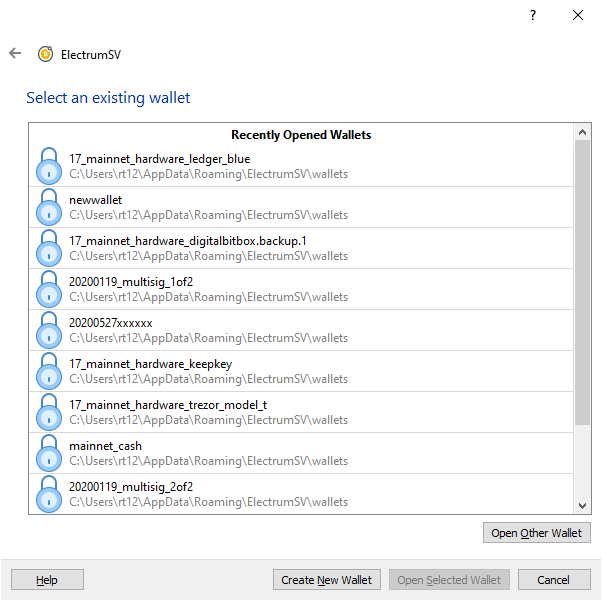 ?
ElectrumSV
Select an existing wallet
Recently Opened Wallets
17_mainnet_hardware_ledger_blue
C:\Users\rt12\AppData\Roaming\ElectrumSV\wallets
newwallet
C:\Users\rt12\AppData\Roaming\ElectrumSV\wallets
17_mainnet_hardware_digitalbitbox.backup.1
C:\Users\rt12\AppData\Roaming\ElectrumSV\wallets
20200119_multisig_1of2
C:\Users\rt12\AppData\Roaming\ElectrumSV\wallets
20200527xxxxxx
C:\Users\rt12\AppData\Roaming\ElectrumSV\wallets
17_mainnet_hardware_keepkey
C:\Users\rt12\AppData\Roaming\ElectrumSV\wallets
17_mainnet_hardware_trezor_model_t
C:\Users\rt12\AppData\Roaming\ElectrumSV\wallets
mainnet_cash
C:\Users\rt12\AppData\Roaming\ElectrumSV\wallets
20200119_multisig_2of2
C:\Users\rt12\AppData\Roaming\ElectrumSV\wallets
Open Other Wallet
Help
Create New Wallet
Open Selected Wallet
Cancel